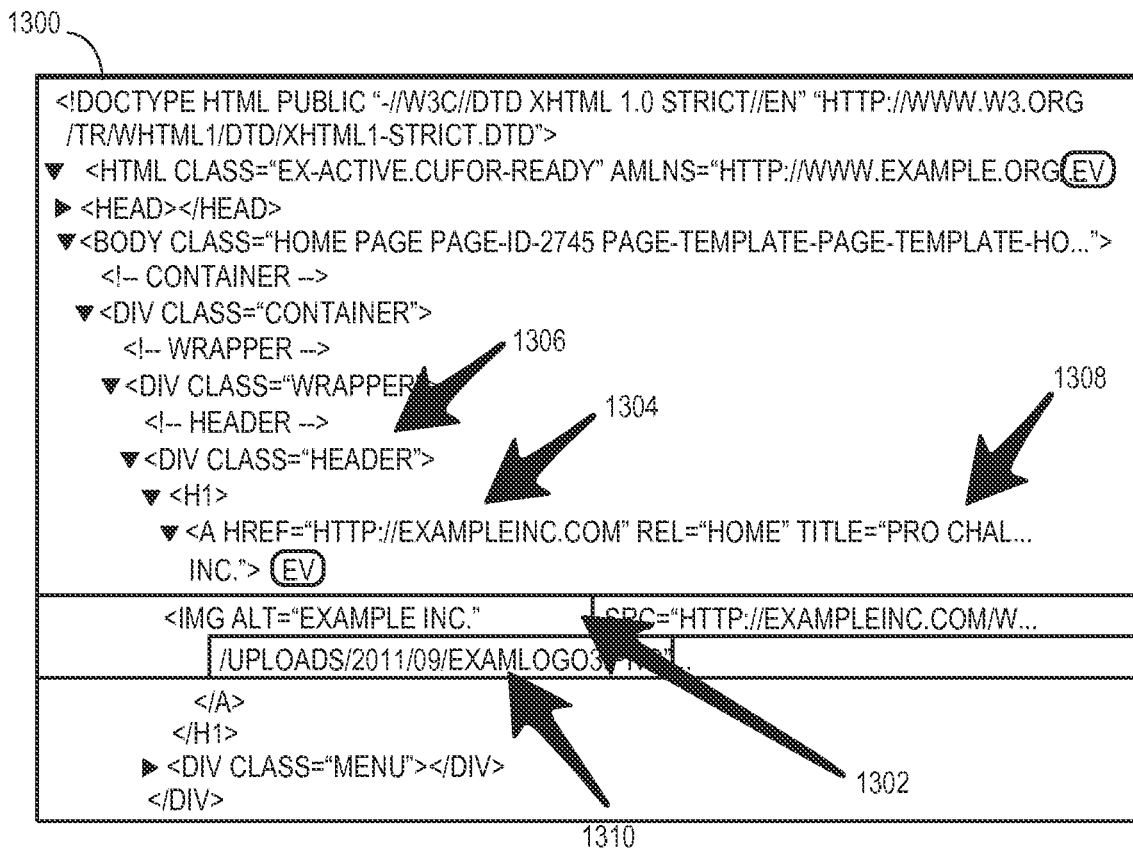 1300
<!DOCTYPE HTML PUBLIC “-//W3C//DTD XHTML 1.0 STRICT//EN” “HTTP://WWW.W3.ORG
/TR/WHTML1/DTD/XHTML1-STRICT.DTD”>
▼ <HTML CLASS=“EX-ACTIVE.CUFOR-READY” AMLNS=“HTTP://WWW.EXAMPLE.ORG EV
▶ <HEAD></HEAD>
▼ <BODY CLASS=“HOME PAGE PAGE-ID-2745 PAGE-TEMPLATE-PAGE-TEMPLATE-HO...”>
<!-- CONTAINER -->
▼ <DIV CLASS=“CONTAINER”>
<!-- WRAPPER -->
1306
▼ <DIV CLASS=“WRAPPER
1308
<!-- HEADER -->
1304
▼ <DIV CLASS=“HEADER”>
▼ <H1>
▼ <A HREF=“HTTP://EXAMPLEINC.COM” REL=“HOME” TITLE=“PRO CHAL...
INC.”> EV
<IMG ALT=“EXAMPLE INC.” SRC=“HTTP://EXAMPLEINC.COM/W...
/UPLOADS/2011/09/EXAMLOGO3
</A>
</H1>
▶ <DIV CLASS=“MENU”></DIV>
1302
</DIV>
1310